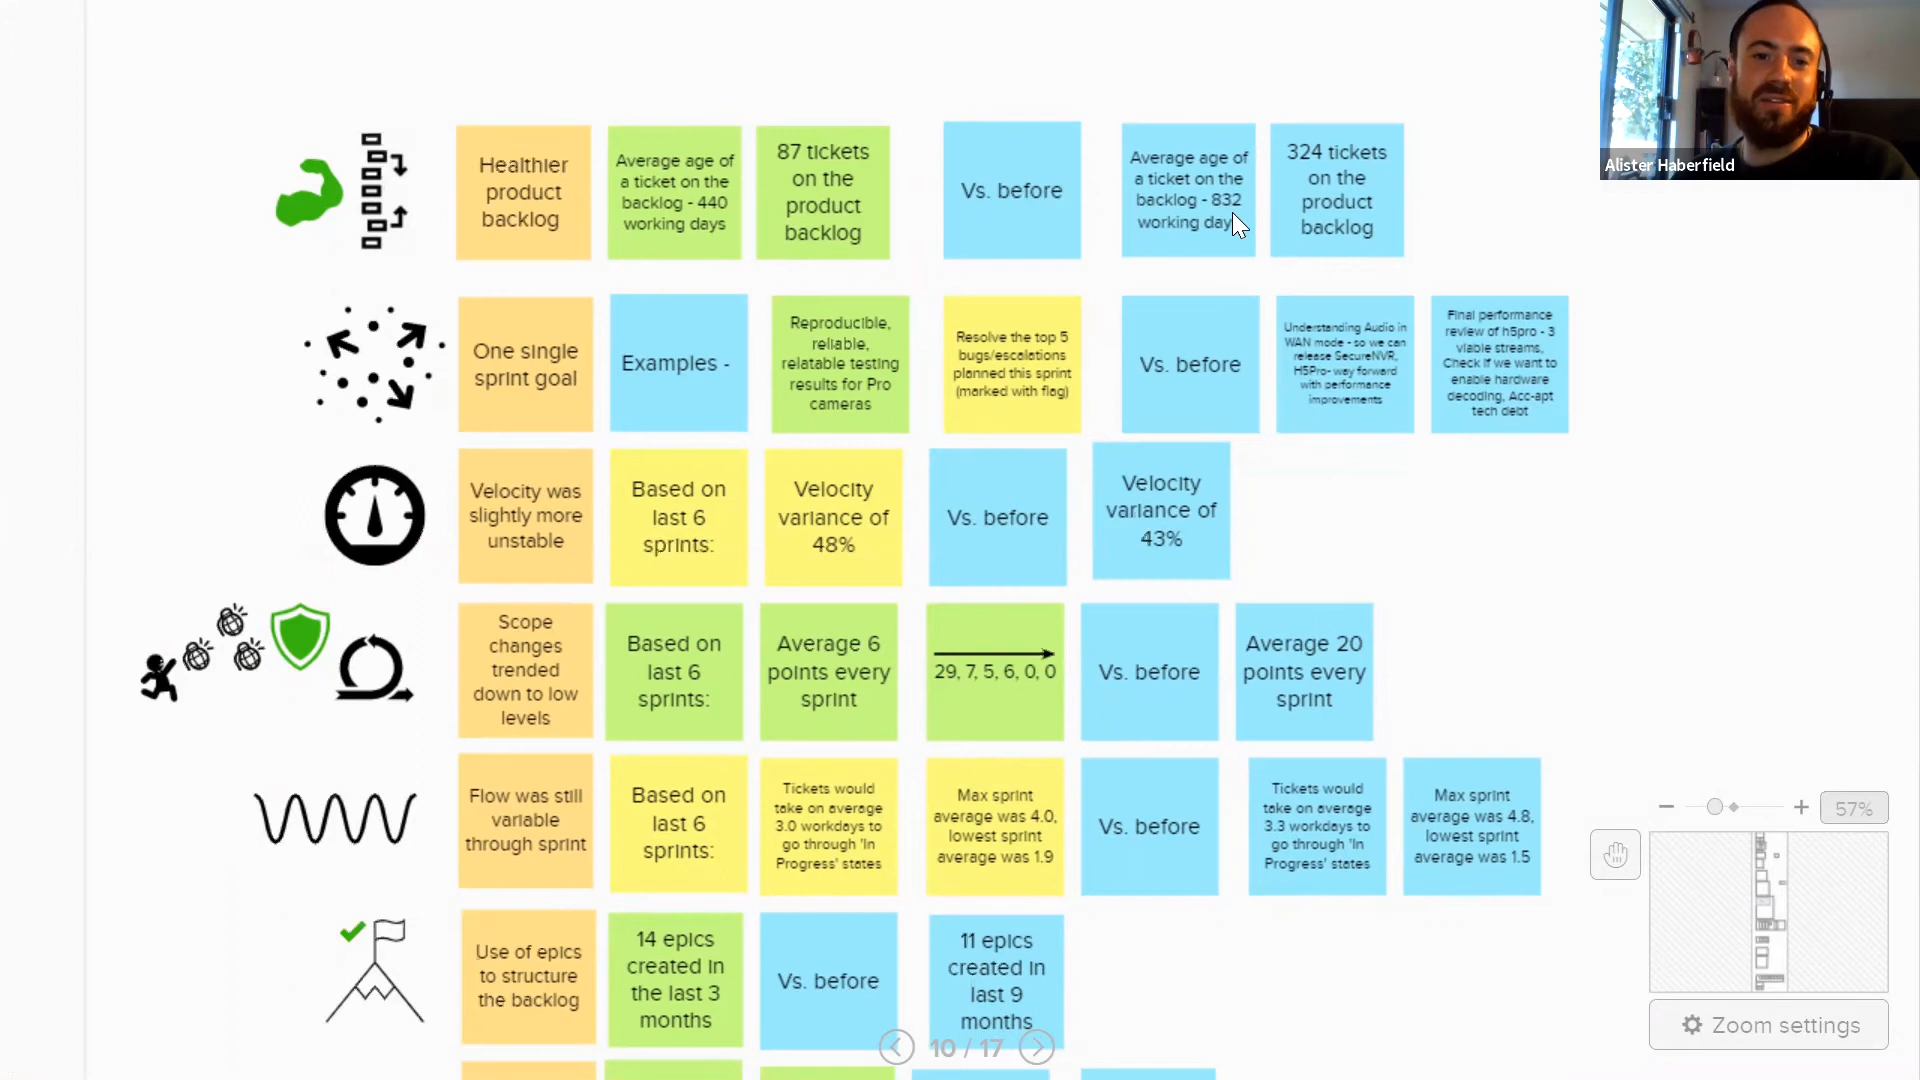 Alister Haberfield
Healthier
product
backlog
Average age of
a ticket on the
backlog - 440
working days
87 tickets
on the
product
backlog
Vs. before
Average age of
a ticket on the
backlog - 832
working day
324 tickets
on the
product
backlog
One single
sprint goal
Examples -
Reproducible,
reliable,
relatable testing
results for Pro
cameras
Resolve the top 5
bugs/escalations
planned this sprint
(marked with flag)
Vs. before
Understanding Audio in
WAN mode - so we can
release SecureNVR,
H5Pro- way forward
with performance
improvements
Final performance
review of h5pro - 3
viable streams,
Check if we want to
enable hardware
decoding, Acc-apt
tech debt
Velocity was
slightly more
unstable
Based on
last 6
sprints:
Velocity
variance of
48%
Vs. before
Velocity
variance of
43%
Scope
changes
trended
down to low
levels
Based on
last 6
sprints:
Average 6
points every
sprint
29, 7, 5, 6, 0, 0
Vs. before
Average 20
points every
sprint
Flow was still
variable
through sprint
Based on
last 6
sprints:
Tickets would
take on average
3.0 workdays to
go through 'In
Progress' states
Max sprint
average was 4.0,
lowest sprint
average was 1.9
Vs. before
Tickets would
take on average
3.3 workdays to
go through 'In
Progress' states
Max sprint
average was 4.8,
lowest sprint
average was 1.5
Use of epics
to structure
the backlog
14 epics
created in
the last 3
months
Vs. before
11 epics
created in
last 9
months
10 / 17
57%
Zoom settings